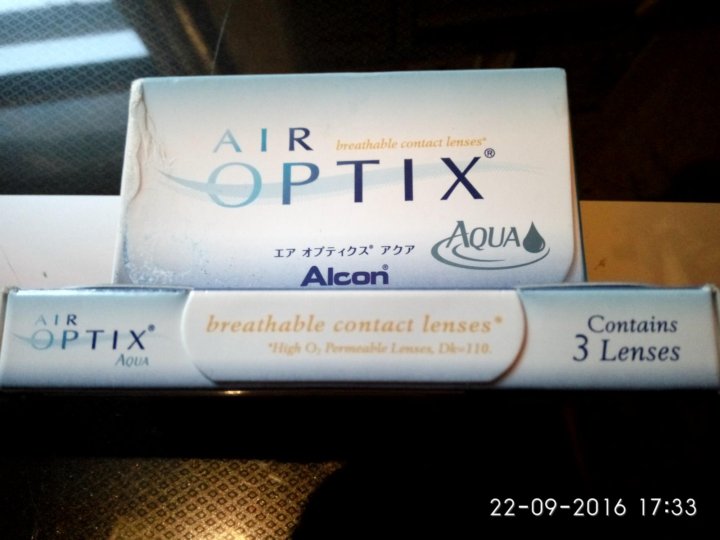 AIR
breathable contact lenses*
OPTIX®
AQUA
エア オプティクス® アクア
Alcon®
AIR
OPTIX®
AQUA
breathable contact lenses*
*High O2 Permeable Lenses, Dk=110.
Contains
3 Lenses
22-09-2016 17:33